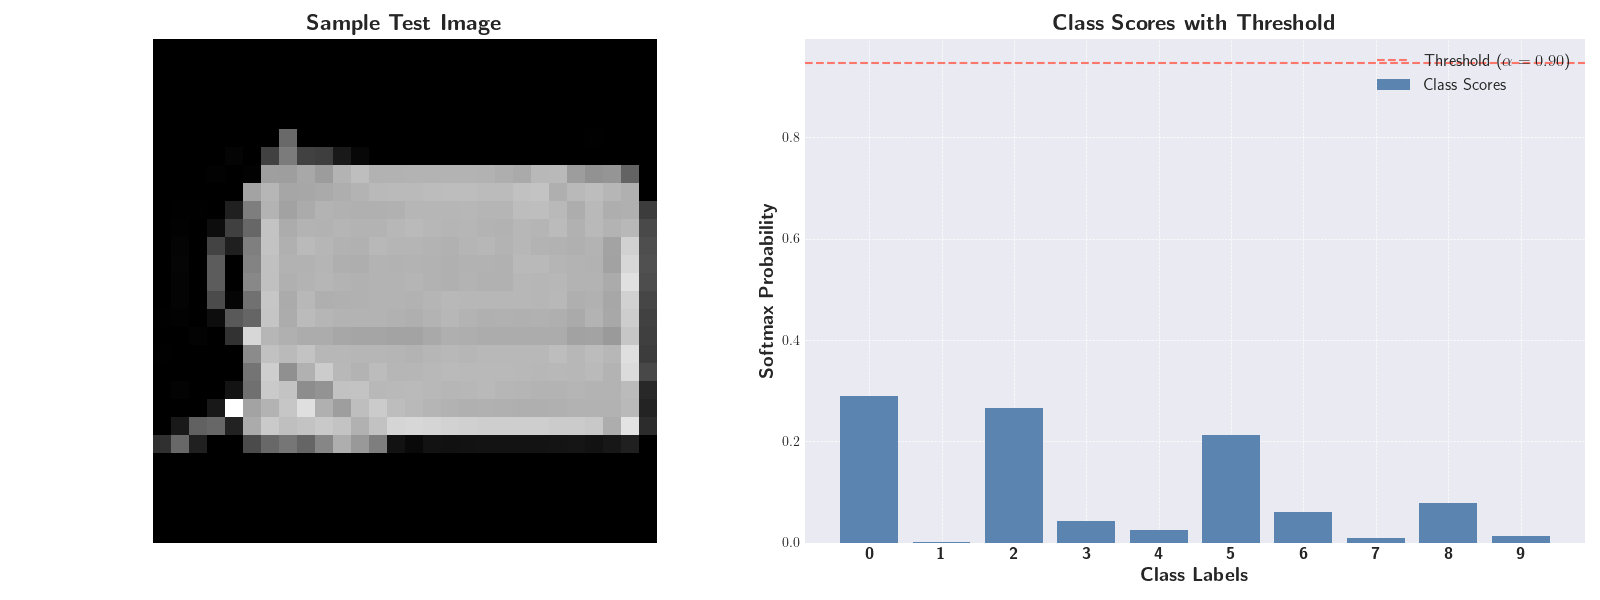 Sample Test Image
Class Scores with Threshold
Threshold (α = 0.90)
Class Scores
Softmax Probability
0.8
0.6
0.4
0.2
0.0
0 1 2 3 4 5 6 7 8 9
Class Labels